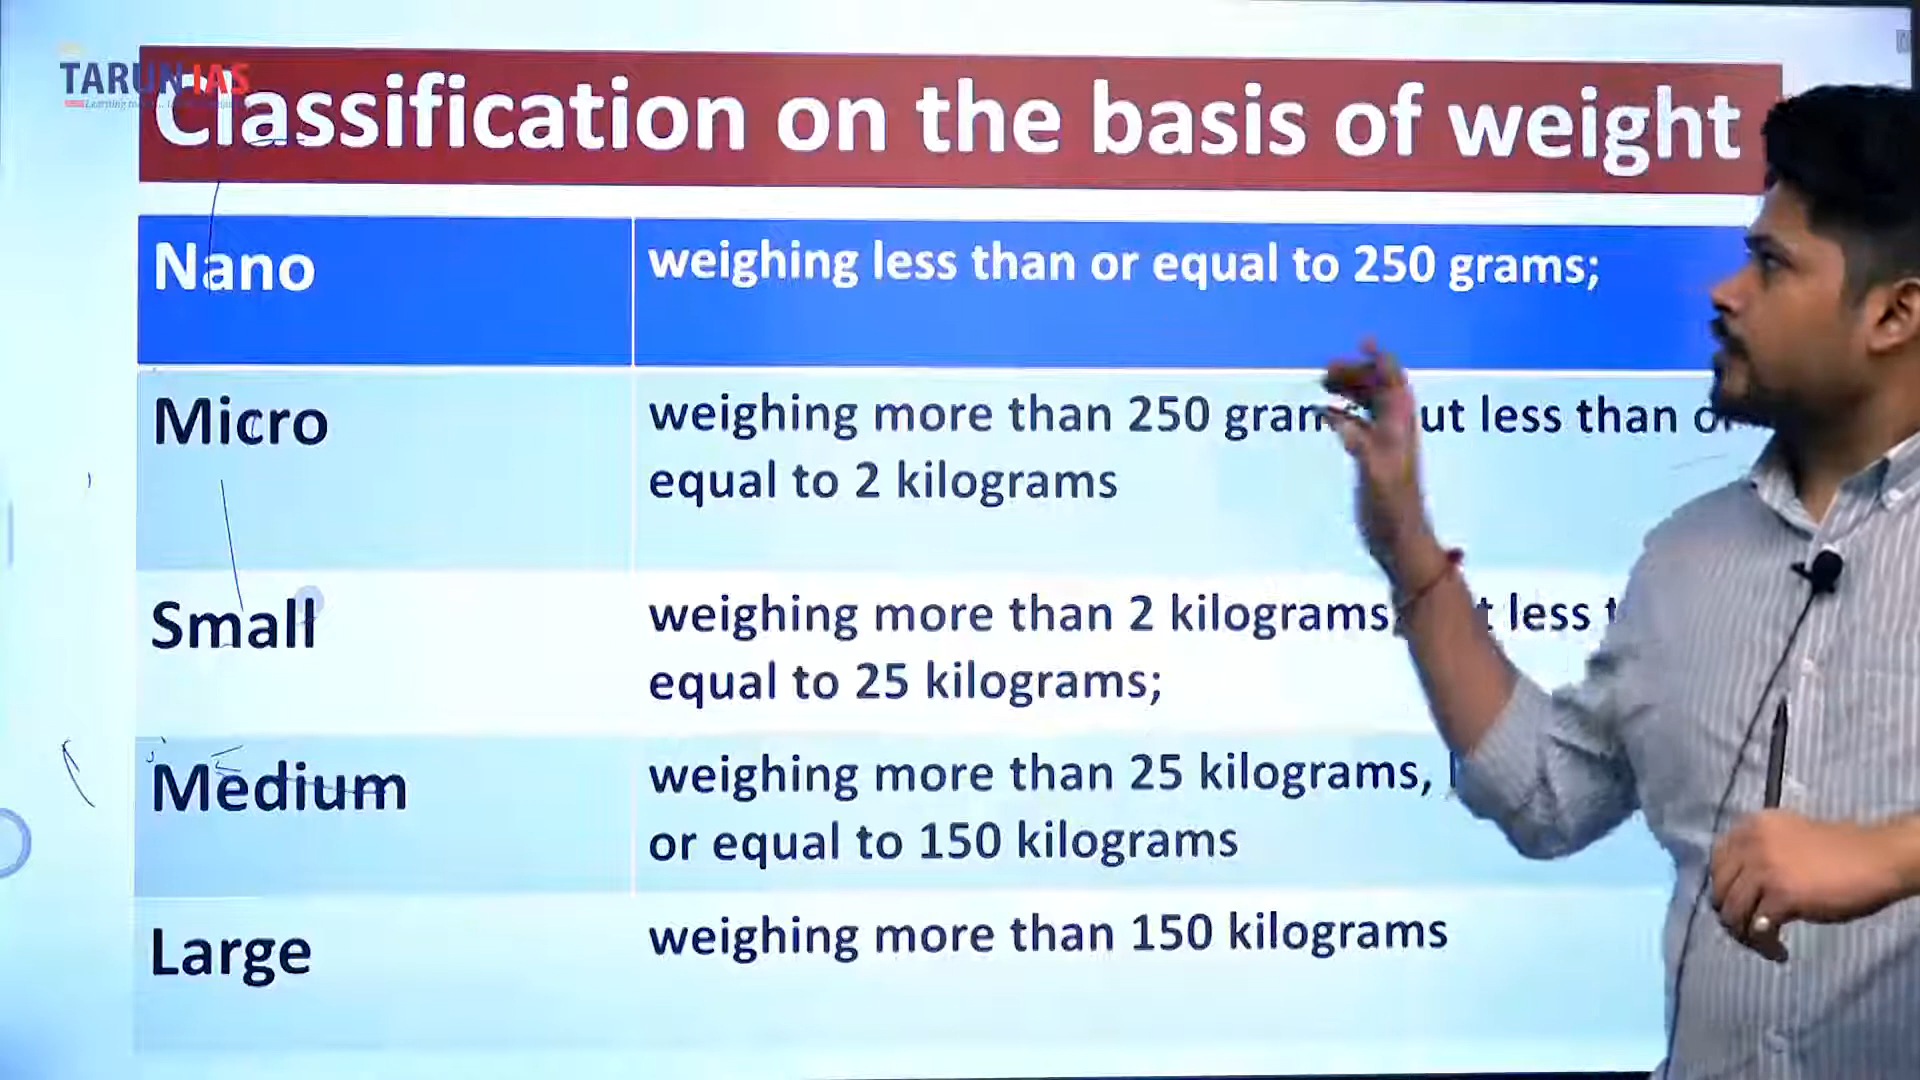 TARUN IAS
Classification on the basis of weight
Nano
weighing less than or equal to 250 grams;
Micro
weighing more than 250 less than
equal to 2 kilograms
Small
weighing more than 2 kilograms, less
equal to 25 kilograms;
Medium
weighing more than 25 kilograms,
or equal to 150 kilograms
Large
weighing more than 150 kilograms